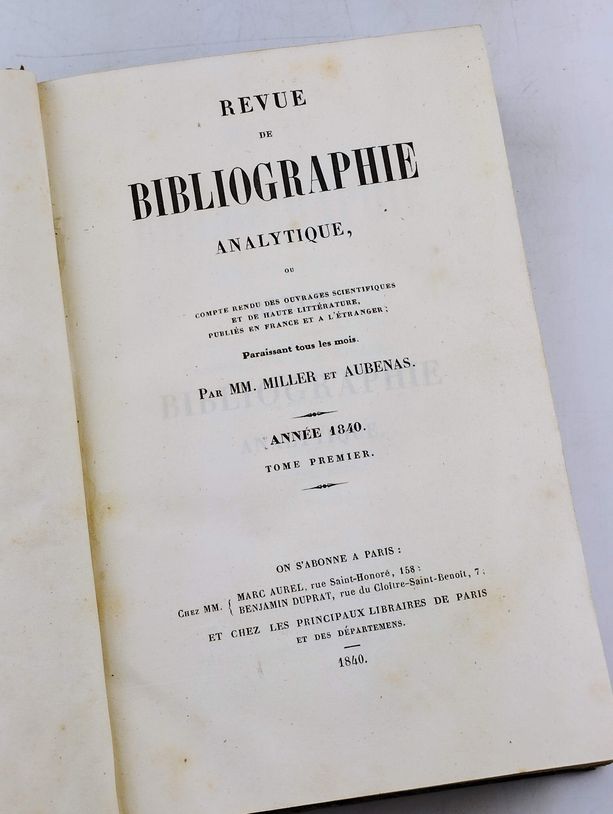 REVUE
DE
BIBLIOGRAPHIE
ANALYTIQUE,
OU
COMPTE RENDU DES OUVRAGES SCIENTIFIQUES
ET DE HAUTE LITTÉRATURE,
PUBLIÉS EN FRANCE ET A L'ÉTRANGER;
Paraissant tous les mois.
PAR MM. MILLER ET AUBENAS.
ANNÉE 1840.
TOME PREMIER.
ON S'ABONNE A PARIS:
CHEZ MM. { MARC AUREL, rue Saint-Honoré, 158:
BENJAMIN DUPRAT, rue du Cloître-Saint-Benoît, 7;
ET CHEZ LES PRINCIPAUX LIBRAIRES DE PARIS
ET DES DÉPARTEMENS.
1840.